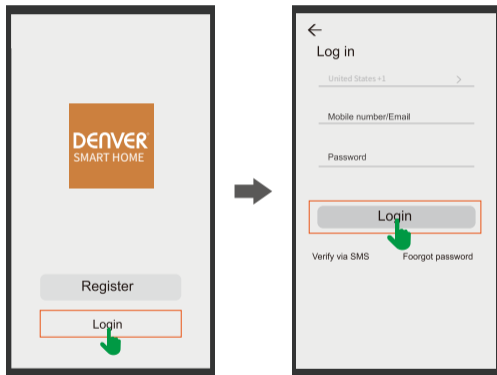 DENVER
SMART HOME
Register
Login
Log in
United States +1
Mobile number/Email
Password
Login
Verify via SMS
Foorgot password